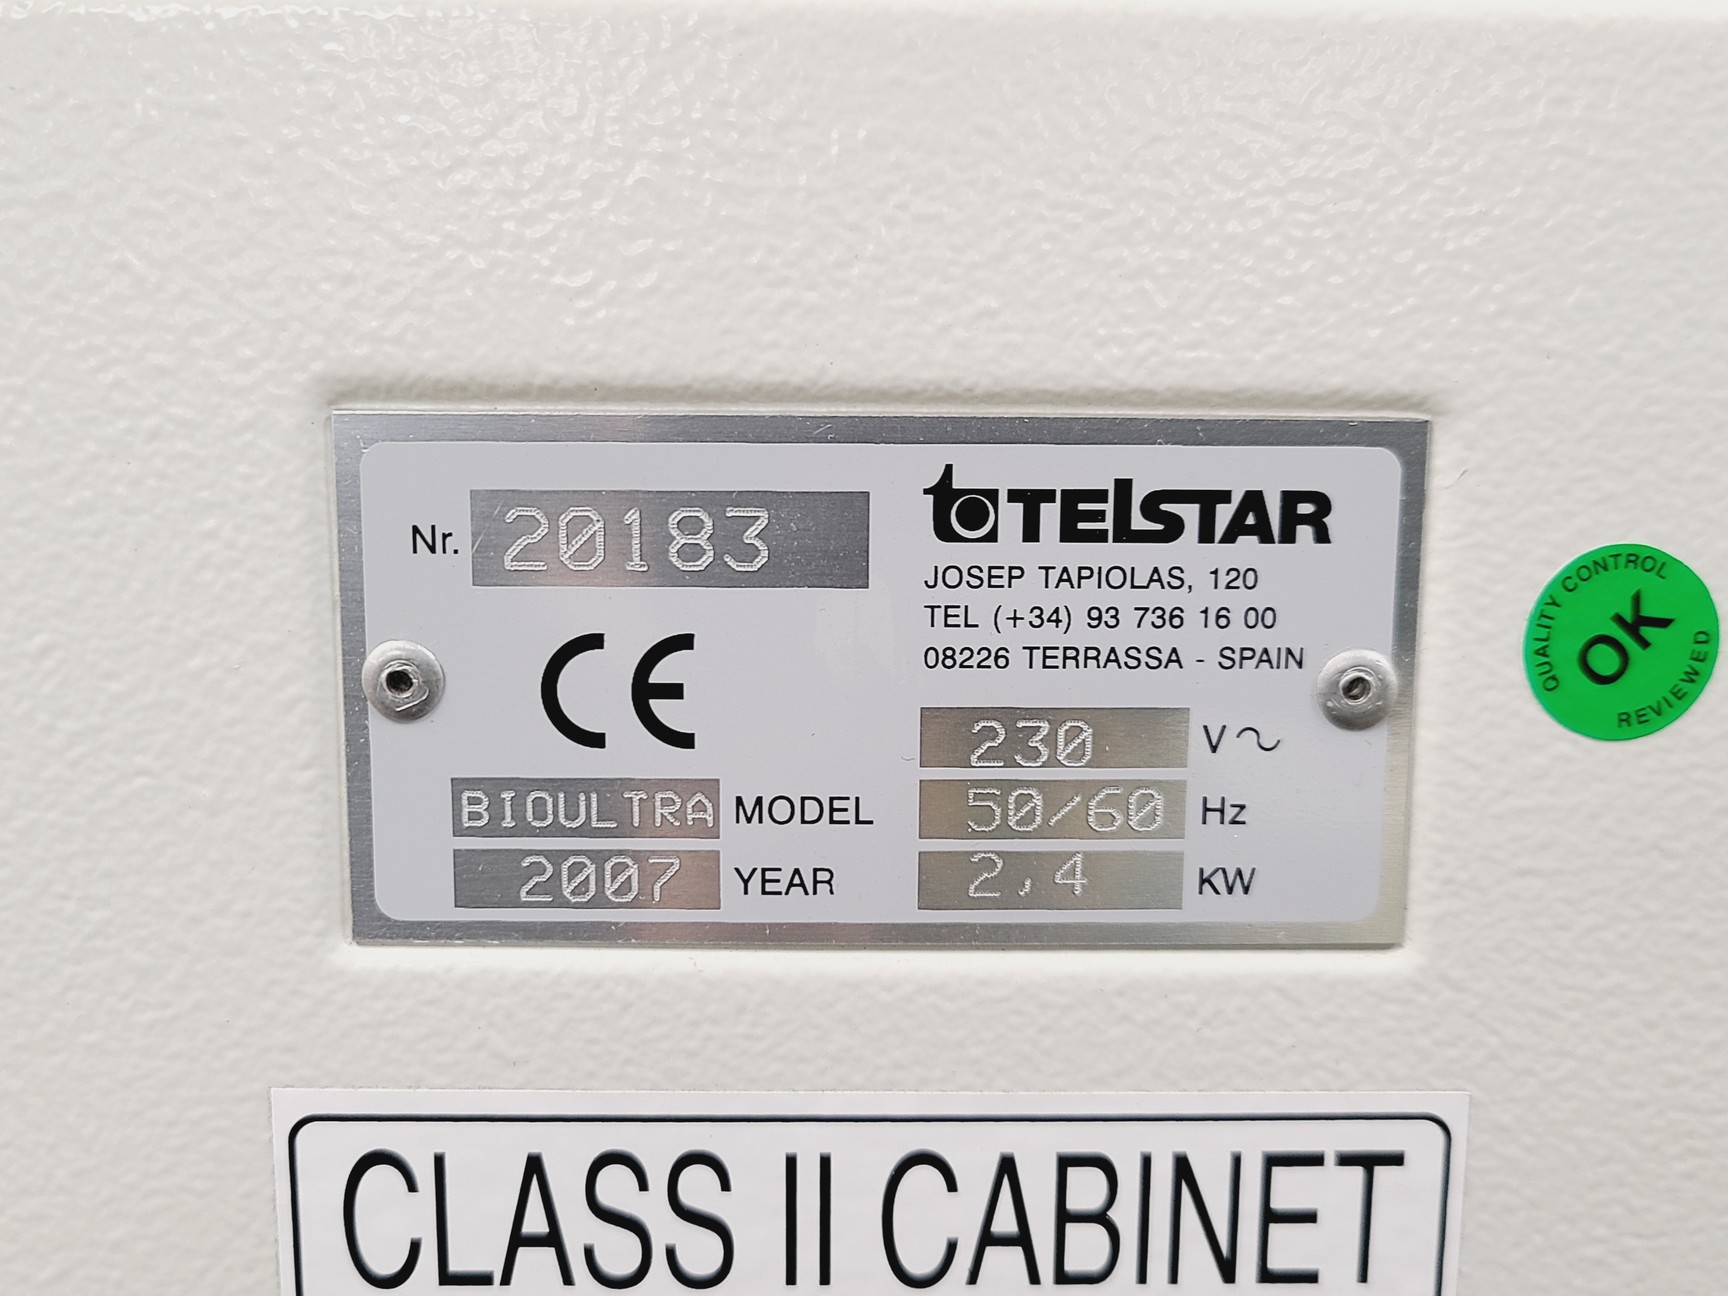 Nr. 20183
TELSTAR
JOSEP TAPIOLAS, 120
TEL (+34) 93 736 16 00
08226 TERRASSA - SPAIN
CE
230 V~
BIOULTRA MODEL
50/60 Hz
2007 YEAR
2,4 KW
QUALITY CONTROL
OK
REVIEWED
CLASS II CABINET